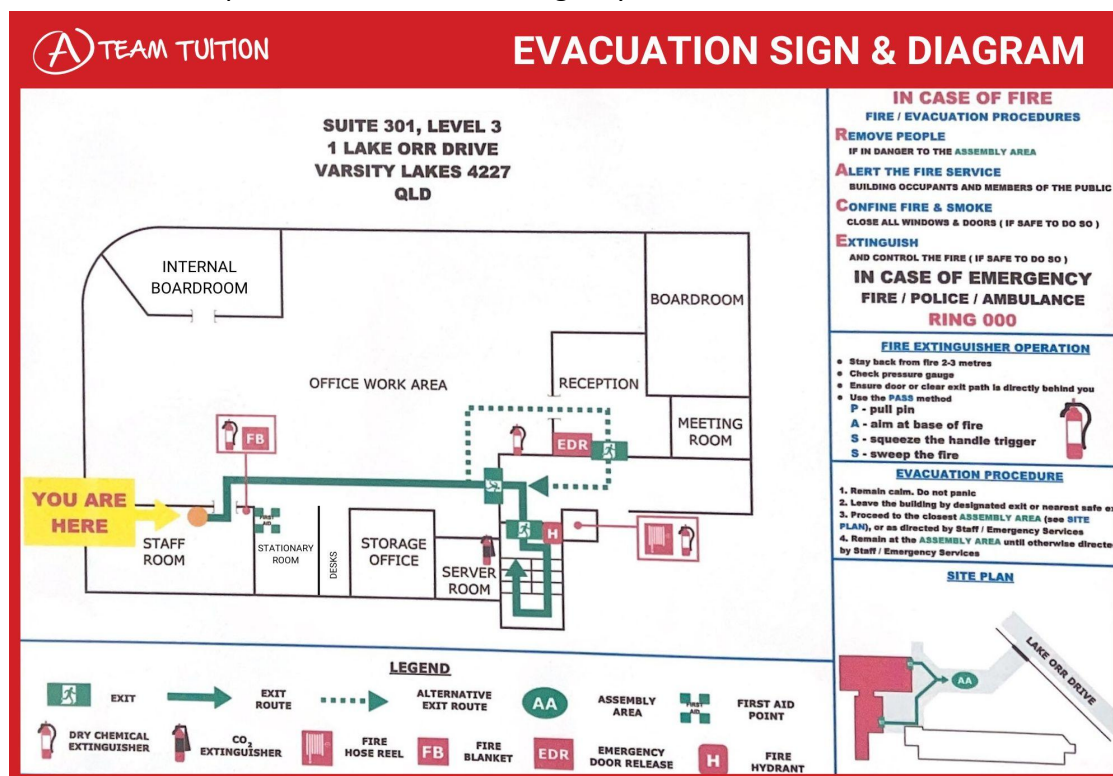 A TEAM TUITION
EVACUATION SIGN & DIAGRAM
SUITE 301, LEVEL 3
1 LAKE ORR DRIVE
VARSITY LAKES 4227
QLD
INTERNAL
BOARDROOM
BOARDROOM
OFFICE WORK AREA
RECEPTION
MEETING
ROOM
FB
EDR
YOU ARE
HERE
STAFF
ROOM
FIRST
AID
STATIONARY
ROOM
DESKS
STORAGE
OFFICE
SERVER
ROOM
H
LEGEND
EXIT
EXIT
ROUTE
ALTERNATIVE
EXIT ROUTE
AA
ASSEMBLY
AREA
FIRST
AID
FIRST AID
POINT
DRY CHEMICAL
EXTINGUISHER
CO2
EXTINGUISHER
FIRE
HOSE REEL
FB
FIRE
BLANKET
EDR
EMERGENCY
DOOR RELEASE
H
FIRE
HYDRANT
IN CASE OF FIRE
FIRE / EVACUATION PROCEDURES
REMOVE PEOPLE
IF IN DANGER TO THE ASSEMBLY AREA
ALERT THE FIRE SERVICE
BUILDING OCCUPANTS AND MEMBERS OF THE PUBLIC
CONFINE FIRE & SMOKE
CLOSE ALL WINDOWS & DOORS ( IF SAFE TO DO SO )
EXTINGUISH
AND CONTROL THE FIRE ( IF SAFE TO DO SO )
IN CASE OF EMERGENCY
FIRE / POLICE / AMBULANCE
RING 000
FIRE EXTINGUISHER OPERATION
Stay back from fire 2-3 metres
Check pressure gauge
Ensure door or clear exit path is directly behind you
Use the PASS method
P - pull pin
A - aim at base of fire
S - squeeze the handle trigger
S - sweep the fire
EVACUATION PROCEDURE
1. Remain calm. Do not panic
2. Leave the building by designated exit or nearest safe
3. Proceed to the closest ASSEMBLY AREA (see SITE
PLAN), or as directed by Staff / Emergency Services
4. Remain at the ASSEMBLY AREA until otherwise directe
by Staff / Emergency Services
SITE PLAN
AA
LAKE ORR DRIVE